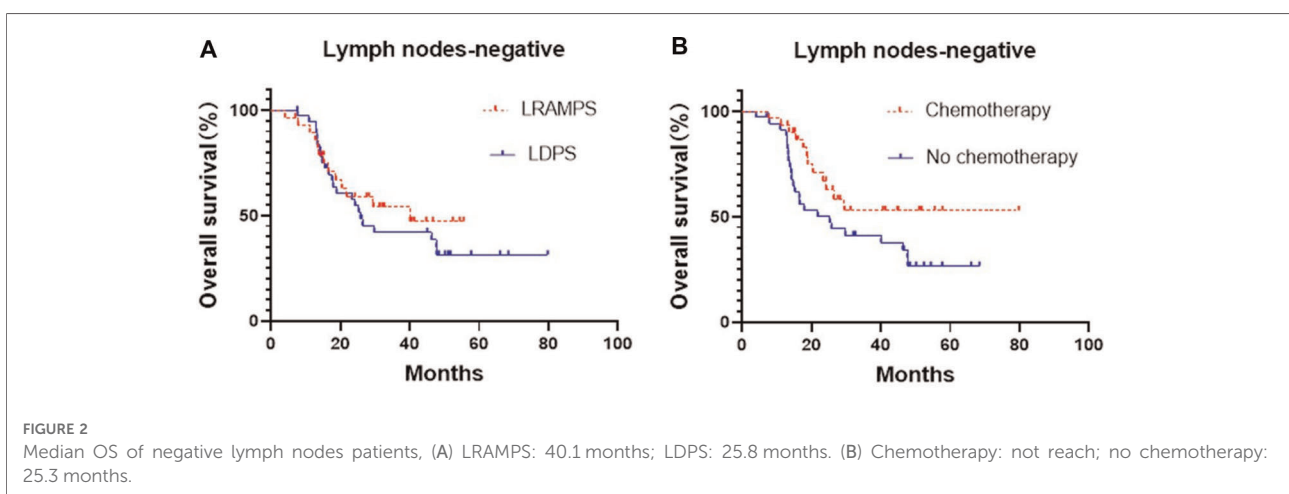 A
Lymph nodes-negative
LRAMPS
LDPS
Overall survival(%)
100
50
0
0 20 40 60 80 100
Months
B
Lymph nodes-negative
Chemotherapy
No chemotherapy
Overall survival(%)
100
50
0
0 20 40 60 80 100
Months
FIGURE 2
Median OS of negative lymph nodes patients, (A) LRAMPS: 40.1 months; LDPS: 25.8 months. (B) Chemotherapy: not reach; no chemotherapy:
25.3 months.